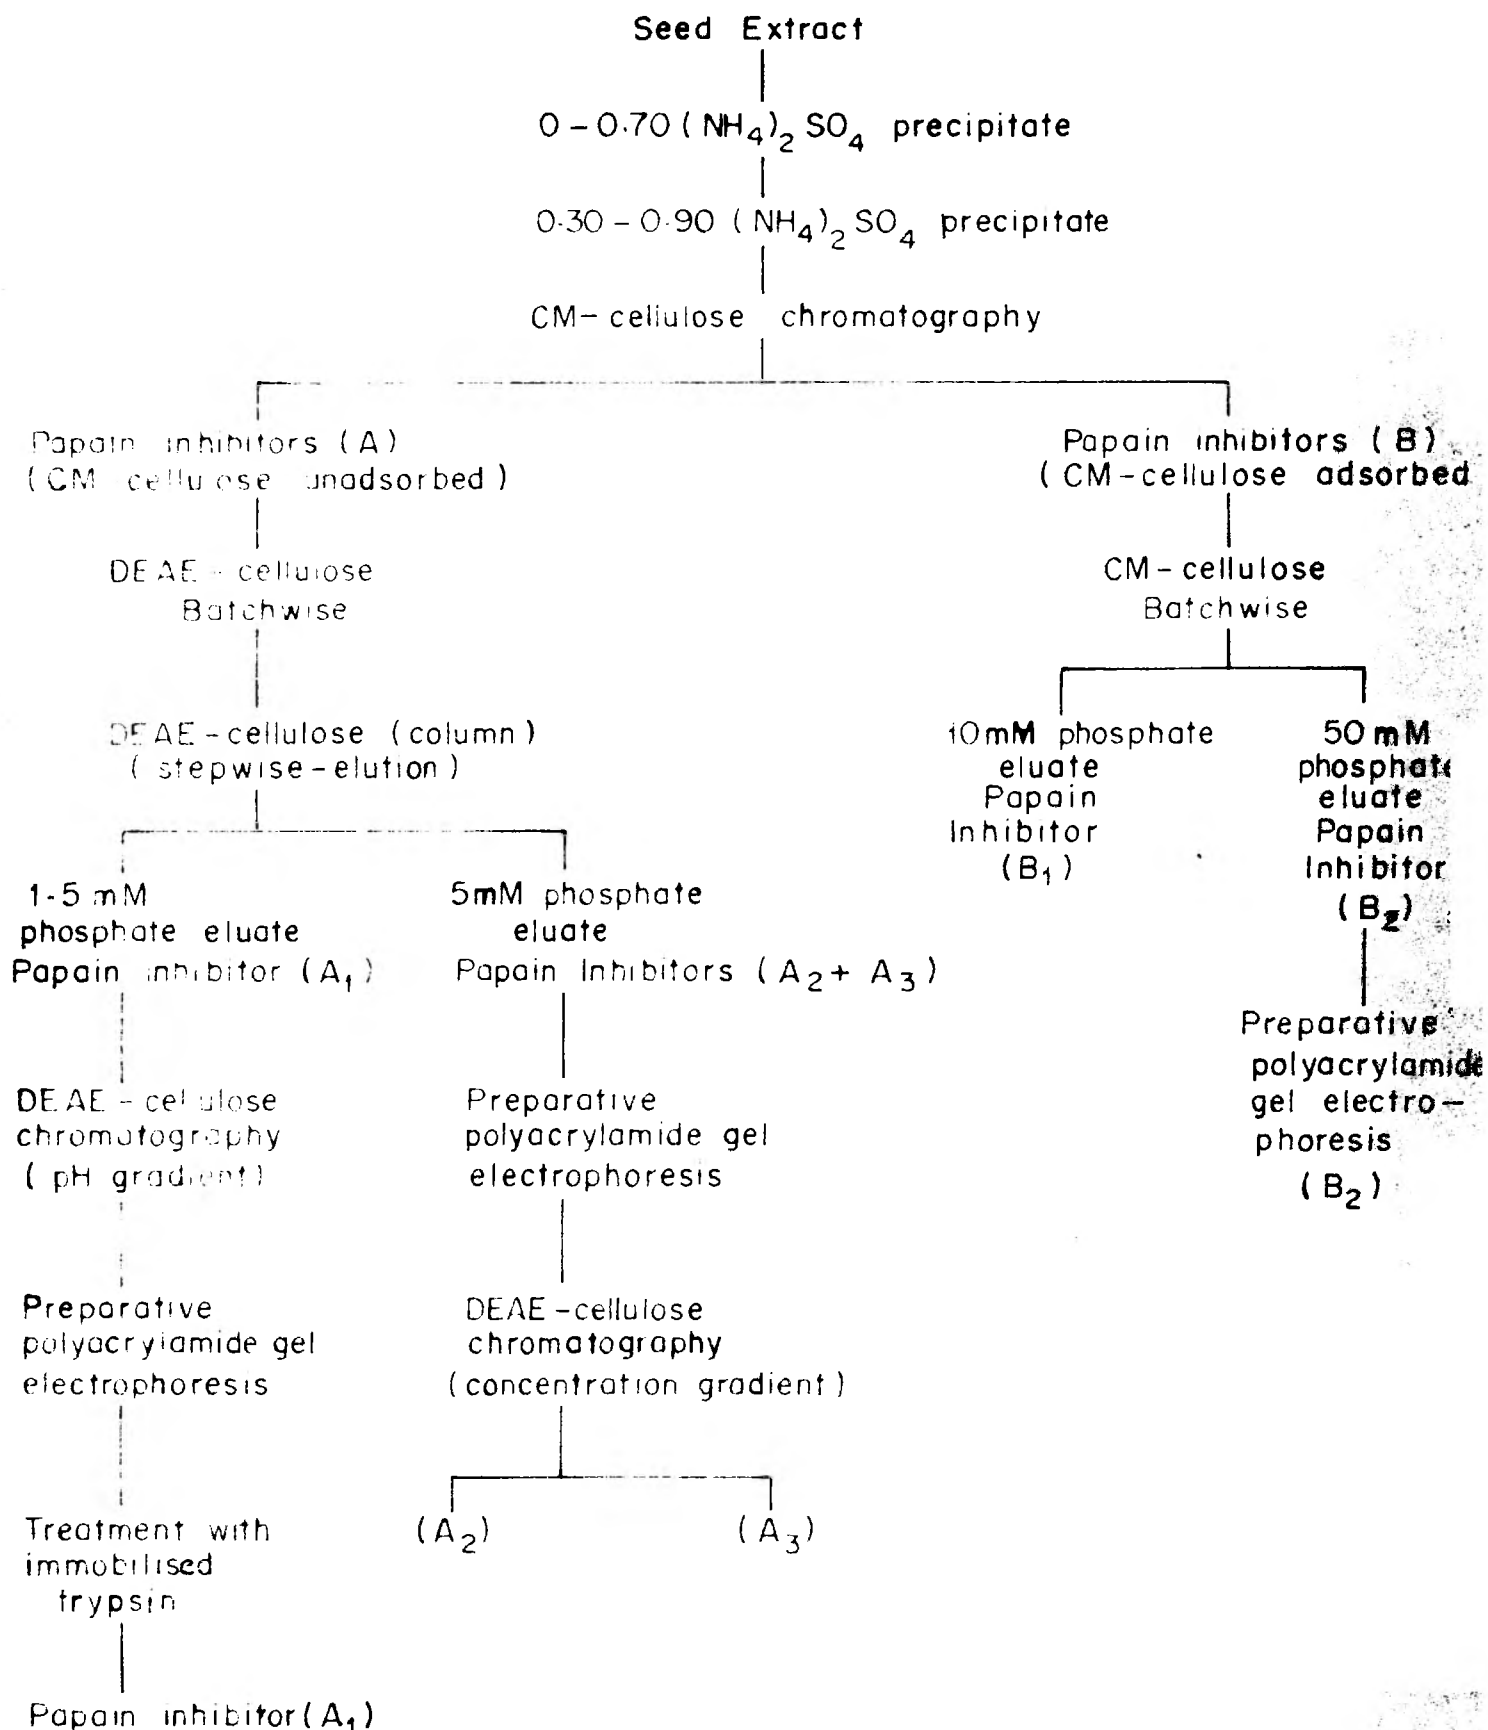 Seed Extract
0-0.70 (NH₄)₂SO₄ precipitate
0.30-0.90 (NH₄)₂SO₄ precipitate
CM-cellulose chromatography
Papain inhibitors (A)
(CM cellulose unadsorbed)
Papain inhibitors (B)
(CM-cellulose adsorbed
DEAE-cellulose
Batchwise
CM-cellulose
Batchwise
DEAE-cellulose (column)
(stepwise-elution)
10mM phosphate
eluate
Papain
Inhibitor
(B₁)
50 mM
phosphate
eluate
Papain
Inhibitor
(B₂)
1-5 mM
phosphate eluate
Papain inhibitor (A₁)
5mM phosphate
eluate
Papain Inhibitors (A₂+ A₃)
Preparative
polyacrylamide
gel electro-
phoresis
(B₂)
DEAE-cellulose
chromatography
(pH gradient)
Preparative
polyacrylamide gel
electrophoresis
Preparative
polyacrylamide gel
electrophoresis
DEAE-cellulose
chromatography
(concentration gradient)
Treatment with
immobilised
trypsin
(A₂)
(A₃)
Papain inhibitor(A₁)